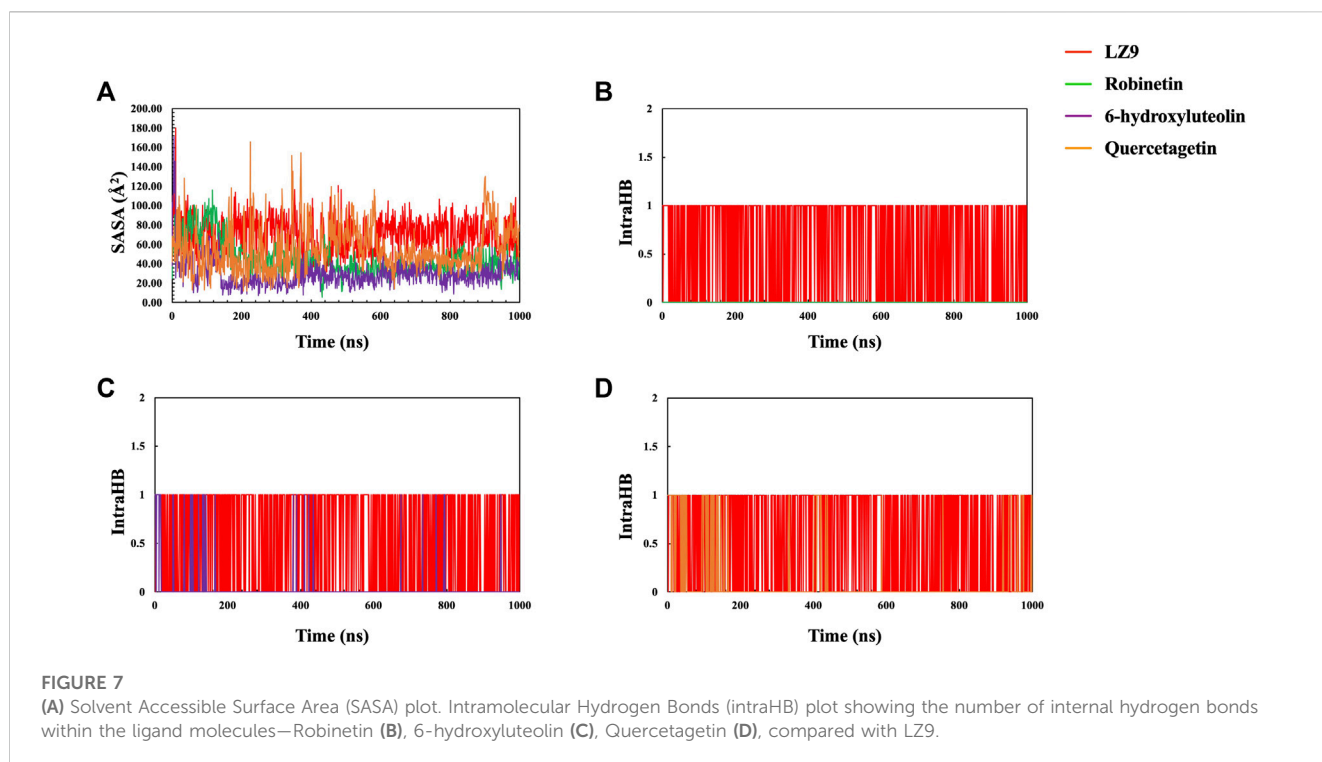 LZ9
Robinetin
6-hydroxyluteolin
Quercetagetin
A
200.00
180.00
160.00
140.00
120.00
100.00
80.00
60.00
40.00
20.00
0.00
SASA (Å²)
0 200 400 600 800 1000
Time (ns)
B
2
1.5
1
0.5
0
IntraHB
0 200 400 600 800 1000
Time (ns)
C
2
1.5
1
0.5
0
IntraHB
0 200 400 600 800 1000
Time (ns)
D
2
1.5
1
0.5
0
IntraHB
0 200 400 600 800 1000
Time (ns)
FIGURE 7
(A) Solvent Accessible Surface Area (SASA) plot. Intramolecular Hydrogen Bonds (intraHB) plot showing the number of internal hydrogen bonds
within the ligand molecules—Robinetin (B), 6-hydroxyluteolin (C), Quercetagetin (D), compared with LZ9.